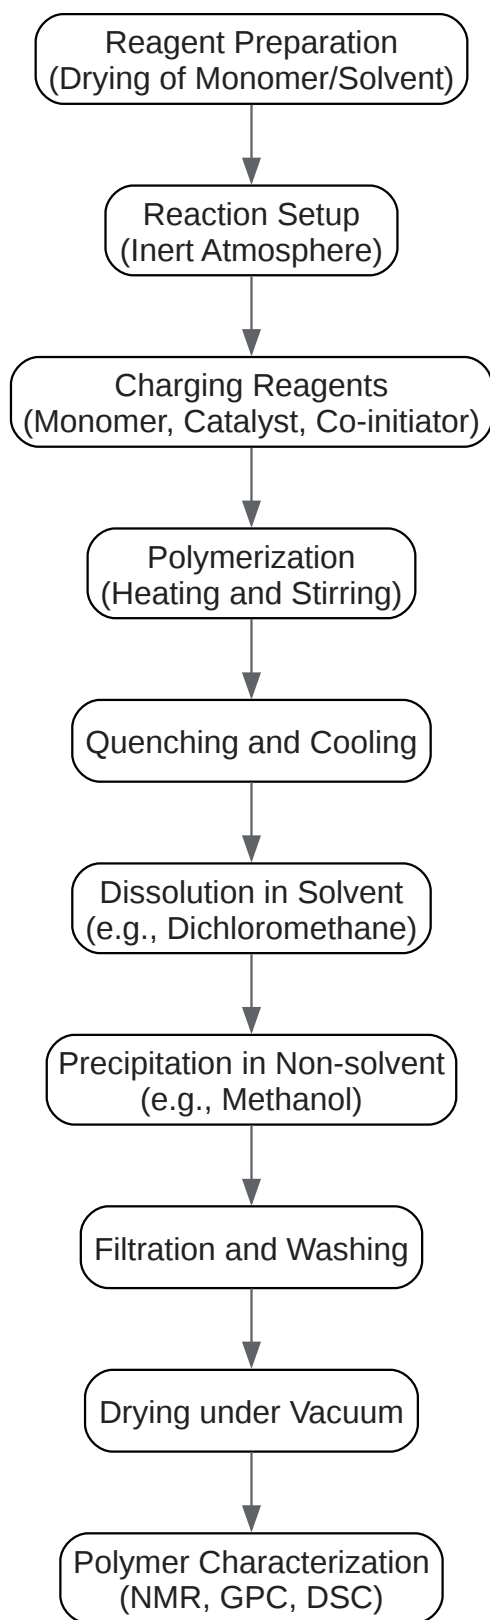 Reagent Preparation
(Drying of Monomer/Solvent)
Reaction Setup
(Inert Atmosphere)
Charging Reagents
(Monomer, Catalyst, Co-initiator)
Polymerization
(Heating and Stirring)
Quenching and Cooling
Dissolution in Solvent
(e.g., Dichloromethane)
Precipitation in Non-solvent
(e.g., Methanol)
Filtration and Washing
Drying under Vacuum
Polymer Characterization
(NMR, GPC, DSC)